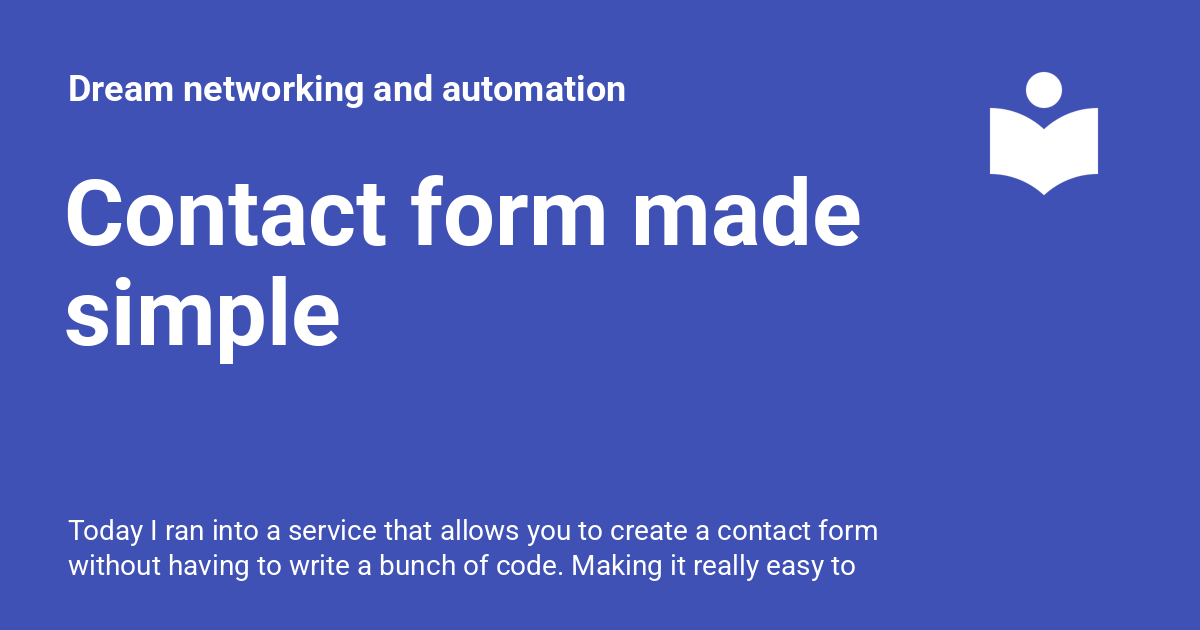 Dream networking and automation
Contact form made
simple
Today I ran into a service that allows you to create a contact form
without having to write a bunch of code. Making it really easy to